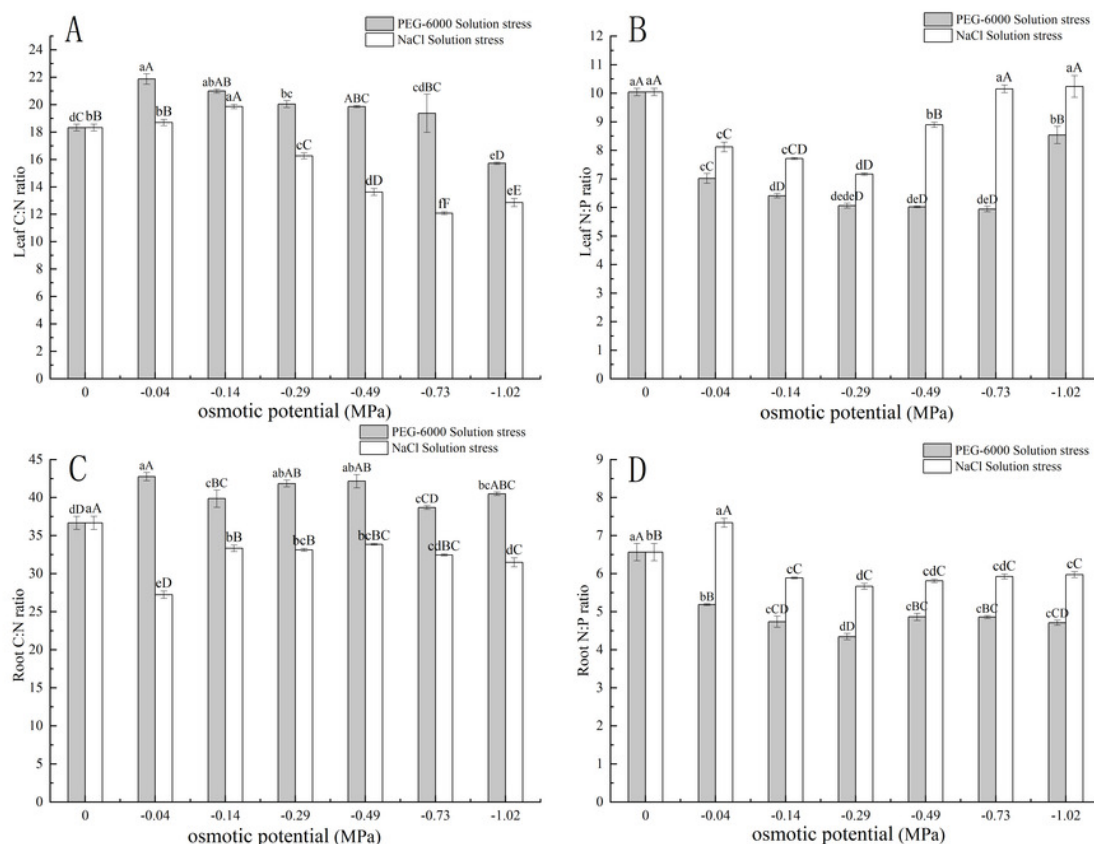 A
PEG-6000 Solution stress
NaCl Solution stress
Leaf C:N ratio
24
22
20
18
16
14
12
10
8
6
4
2
0
dC bB
aA
bB
abAB
aA
bc
cC
ABC
dD
cdBC
fF
eD
eE
0 -0.04 -0.14 -0.29 -0.49 -0.73 -1.02
osmotic potential (MPa)
B
PEG-6000 Solution stress
NaCl Solution stress
Leaf N:P ratio
12
11
10
9
8
7
6
5
4
3
2
1
0
aA aA
cC
cC
dD
cCD
dedeD
dD
deD
bB
deD
aA
bB
aA
0 -0.04 -0.14 -0.29 -0.49 -0.73 -1.02
osmotic potential (MPa)
C
PEG-6000 Solution stress
NaCl Solution stress
Root C:N ratio
45
40
35
30
25
20
15
10
5
0
dD aA
aA
eD
cBC
bB
abAB
bcB
abAB
bcBC
cCD
cdBC
bcABC
dC
0 -0.04 -0.14 -0.29 -0.49 -0.73 -1.02
osmotic potential (MPa)
D
PEG-6000 Solution stress
NaCl Solution stress
Root N:P ratio
9
8
7
6
5
4
3
2
1
0
aA bB
bB
aA
cCD
cC
dD
dC
cBC
cdC
cBC
cdC
cCD
cC
0 -0.04 -0.14 -0.29 -0.49 -0.73 -1.02
osmotic potential (MPa)